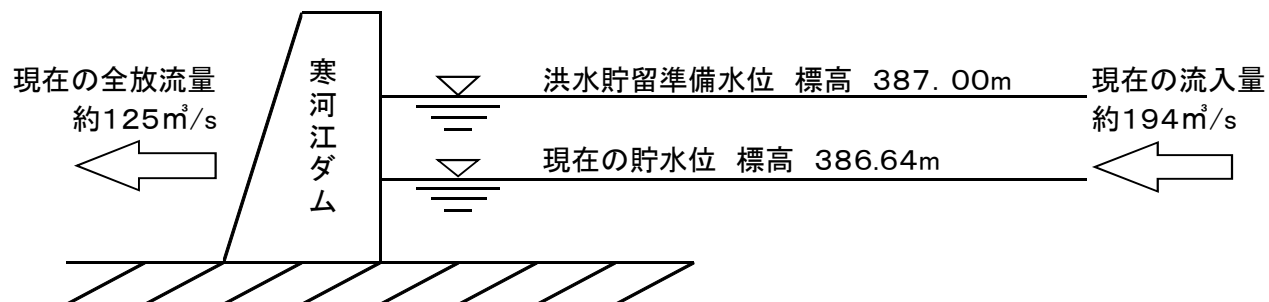 現在の全放流量
約125㎥/s
寒河江ダム
洪水貯留準備水位 標高 387.00m
現在の貯水位 標高 386.64m
現在の流入量
約194㎥/s